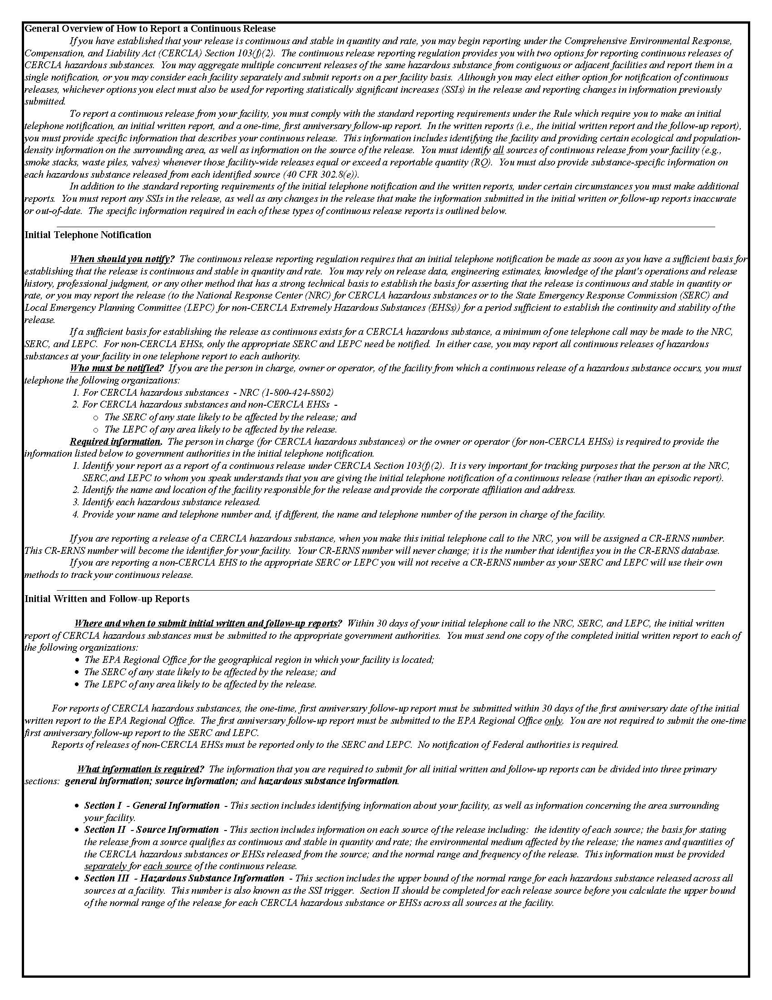 General Overview of How to Report a Continuous Release
If you have established that your release is continuous and stable in quantity and rate, you may begin reporting under the Comprehensive Environmental Response,
Compensation, and Liability Act (CERCLA) Section 103(f)(2).  The continuous release reporting regulation provides you with two options for reporting continuous releases of
CERCLA hazardous substances.  You may aggregate multiple concurrent releases of the same hazardous substance from contiguous or adjacent facilities and report them in a
single notification, or you may consider each facility separately and submit reports on a per facility basis.  Although you may elect either option for notification of continuous
releases, whichever options you elect must also be used for reporting statistically significant increases (SSIs) in the release and reporting changes in information previously
submitted.
To report a continuous release from your facility, you must comply with the standard reporting requirements under the Rule which require you to make an initial
telephone notification, an initial written report, and a one-time, first anniversary follow-up report.  In the written reports (i.e., the initial written report and the follow-up report),
you must provide specific information that describes your continuous release.  This information includes identifying the facility and providing certain ecological and population-
density information on the surrounding area, as well as information on the source of the release.  You must identify all sources of continuous release from your facility (e.g.,
smoke stacks, waste piles, valves) whenever those facility-wide releases equal or exceed a reportable quantity (RQ).  You must also provide substance-specific information on
each hazardous substance released from each identified source (40 CFR 302.8(e)).
In addition to the standard reporting requirements of the initial telephone notification and the written reports, under certain circumstances you must make additional
reports.  You must report any SSIs in the release, as well as any changes in the release that make the information submitted in the initial written or follow-up reports inaccurate
or out-of-date.  The specific information required in each of these types of continuous release reports is outlined below.
Initial Telephone Notification
When should you notify?  The continuous release reporting regulation requires that an initial telephone notification be made as soon as you have a sufficient basis for
establishing that the release is continuous and stable in quantity and rate.  You may rely on release data, engineering estimates, knowledge of the plant's operations and release
history, professional judgment, or any other method that has a strong technical basis to establish the basis for asserting that the release is continuous and stable in quantity or
rate, or you may report the release (to the National Response Center (NRC) for CERCLA hazardous substances or to the State Emergency Response Commission (SERC) and
Local Emergency Planning Committee (LEPC) for non-CERCLA Extremely Hazardous Substances (EHSs)) for a period sufficient to establish the continuity and stability of the
release.
If a sufficient basis for establishing the release as continuous exists for a CERCLA hazardous substance, a minimum of one telephone call may be made to the NRC,
SERC, and LEPC.  For non-CERCLA EHSs, only the appropriate SERC and LEPC need be notified.  In either case, you may report all continuous releases of hazardous
substances at your facility in one telephone report to each authority.
Who must be notified?  If you are the person in charge, owner or operator, of the facility from which a continuous release of a hazardous substance occurs, you must
telephone the following organizations:
1. For CERCLA hazardous substances  - NRC (1-800-424-8802)
2. For CERCLA hazardous substances and non-CERCLA EHSs  -
○ The SERC of any state likely to be affected by the release; and
○ The LEPC of any area likely to be affected by the release.
Required information.  The person in charge (for CERCLA hazardous substances) or the owner or operator (for non-CERCLA EHSs) is required to provide the
information listed below to government authorities in the initial telephone notification.
1. Identify your report as a report of a continuous release under CERCLA Section 103(f)(2).  It is very important for tracking purposes that the person at the NRC,
SERC,and LEPC to whom you speak understands that you are giving the initial telephone notification of a continuous release (rather than an episodic report).
2. Identify the name and location of the facility responsible for the release and provide the corporate affiliation and address.
3. Identify each hazardous substance released.
4. Provide your name and telephone number and, if different, the name and telephone number of the person in charge of the facility.
If you are reporting a release of a CERCLA hazardous substance, when you make this initial telephone call to the NRC, you will be assigned a CR-ERNS number.
This CR-ERNS number will become the identifier for your facility.  Your CR-ERNS number will never change; it is the number that identifies you in the CR-ERNS database.
If you are reporting a non-CERCLA EHS to the appropriate SERC or LEPC you will not receive a CR-ERNS number as your SERC and LEPC will use their own
methods to track your continuous release.
Initial Written and Follow-up Reports
Where and when to submit initial written and follow-up reports?  Within 30 days of your initial telephone call to the NRC, SERC, and LEPC, the initial written
report of CERCLA hazardous substances must be submitted to the appropriate government authorities.  You must send one copy of the completed initial written report to each of
the following organizations:
• The EPA Regional Office for the geographical region in which your facility is located;
• The SERC of any state likely to be affected by the release; and
• The LEPC of any area likely to be affected by the release.
For reports of CERCLA hazardous substances, the one-time, first anniversary follow-up report must be submitted within 30 days of the first anniversary date of the initial
written report to the EPA Regional Office.  The first anniversary follow-up report must be submitted to the EPA Regional Office only.  You are not required to submit the one-time
first anniversary follow-up report to the SERC and LEPC.
Reports of releases of non-CERCLA EHSs must be reported only to the SERC and LEPC.  No notification of Federal authorities is required.
What information is required?  The information that you are required to submit for all initial written and follow-up reports can be divided into three primary
sections:  general information; source information; and hazardous substance information.
• Section I  - General Information  - This section includes identifying information about your facility, as well as information concerning the area surrounding
your facility.
• Section II  - Source Information  - This section includes information on each source of the release including:  the identity of each source; the basis for stating
the release from a source qualifies as continuous and stable in quantity and rate; the environmental medium affected by the release; the names and quantities of
the CERCLA hazardous substances or EHSs released from the source; and the normal range and frequency of the release.  This information must be provided
separately for each source of the continuous release.
• Section III  - Hazardous Substance Information  - This section includes the upper bound of the normal range for each hazardous substance released across all
sources at a facility.  This number is also known as the SSI trigger.  Section II should be completed for each release source before you calculate the upper bound
of the normal range of the release for each CERCLA hazardous substance or EHSs across all sources at the facility.